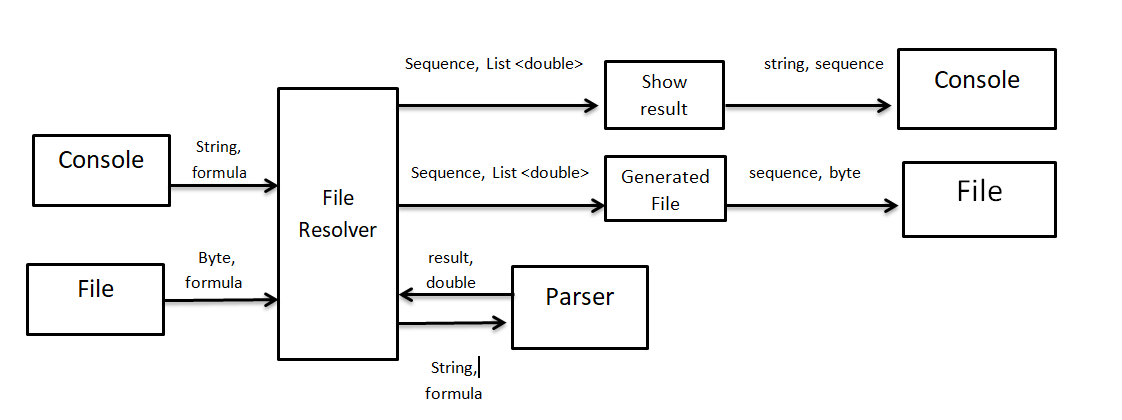 Sequence, List <double>
Show
result
string, sequence
Console
Console
String,
formula
File
Resolver
Sequence, List <double>
Generated
File
sequence, byte
File
File
Byte,
formula
result,
double
Parser
String,
formula